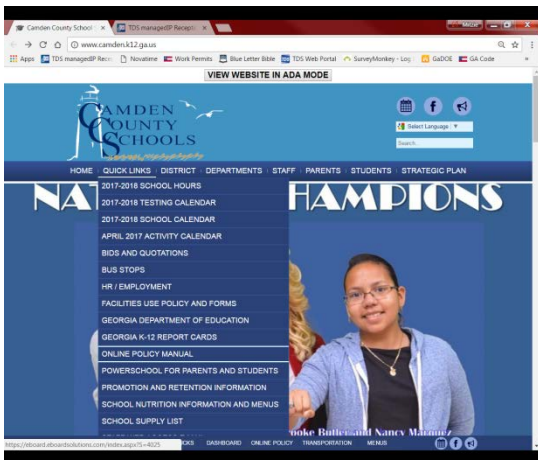 Camden County School
TDS managedIP Recepti
www.camden.k12.ga.us
Apps TDS managedIP Rece Novatime Work Permits Blue Letter Bible TDS Web Portal SurveyMonkey - Log GaDOE GA Code
VIEW WEBSITE IN ADA MODE
CAMDEN
COUNTY
SCHOOLS
Select Language ▼
Search...
HOME QUICK LINKS DISTRICT DEPARTMENTS STAFF PARENTS STUDENTS STRATEGIC PLAN
NAT HAMPIONS
2017-2018 SCHOOL HOURS
2017-2018 TESTING CALENDAR
2017-2018 SCHOOL CALENDAR
APRIL 2017 ACTIVITY CALENDAR
BIDS AND QUOTATIONS
BUS STOPS
HR / EMPLOYMENT
FACILITIES USE POLICY AND FORMS
GEORGIA DEPARTMENT OF EDUCATION
GEORGIA K-12 REPORT CARDS
ONLINE POLICY MANUAL
POWERSCHOOL FOR PARENTS AND STUDENTS
PROMOTION AND RETENTION INFORMATION
SCHOOL NUTRITION INFORMATION AND MENUS
SCHOOL SUPPLY LIST
ooke Butler and Nancy Marquez
https://eboard.eboardsolutions.com/index.aspx?S=4025
OOKS DASHBOARD ONLINE POLICY TRANSPORTATION MENUS